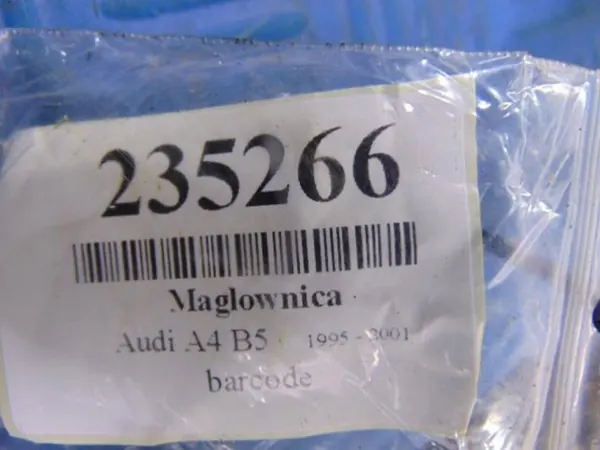 235266
Maglownica
Audi A4 B5 1995 - 2001
barcode